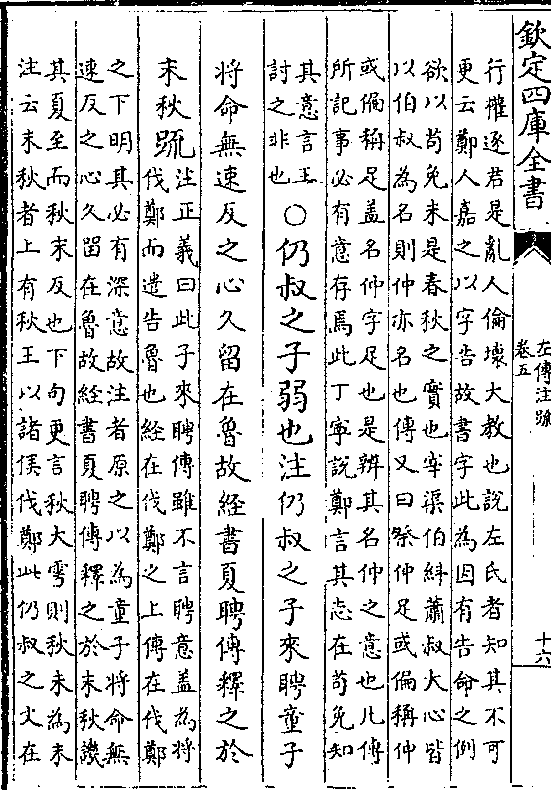 欽定四庫全書
左傳注疏
卷五
十六
行權逐君是亂人倫壞大教也說左氏者知其不可
更云鄭人嘉之以字告故書字此為因有告命之例
欲以苟免未是春秋之實也宰渠伯糾蕭叔大心皆
以伯叔為名則仲亦名也傳又曰祭仲足或偏稱仲
或偏稱足盖名仲字足也是辨其名仲之意也凡傳
所記事必有意存焉此丁寧說鄭言其志在苟免知
其意言王
討之非也
○仍叔之子弱也注仍叔之子來聘童子
將命無速反之心久留在魯故經書夏聘傳釋之於
末秋疏
注正義曰此子來聘傳雖不言聘意盖為將
伐鄭而遣告魯也經在伐鄭之上傳在伐鄭
之下明其必有深意故注者原之以為童子將命無
速反之心久留在魯故經書夏聘傳釋之於末秋譏
其夏至而秋末反也下句更言秋大雩則秋末為末
注云末秋者上有秋王以諸侯伐鄭此仍叔之文在